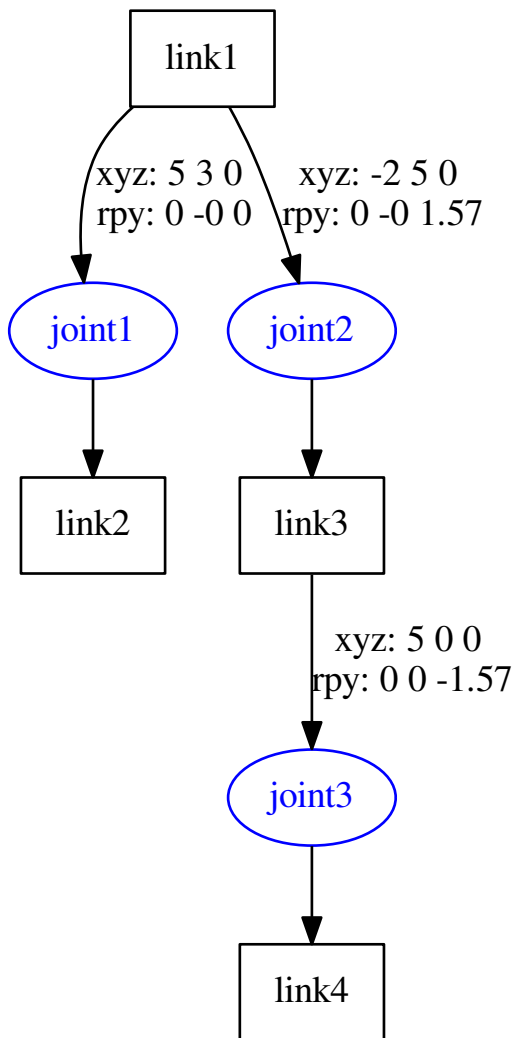 link1
xyz: 5 3 0
rpy: 0 -0 0
xyz: -2 5 0
rpy: 0 -0 1.57
joint1
joint2
link2
link3
xyz: 5 0 0
rpy: 0 0 -1.57
joint3
link4